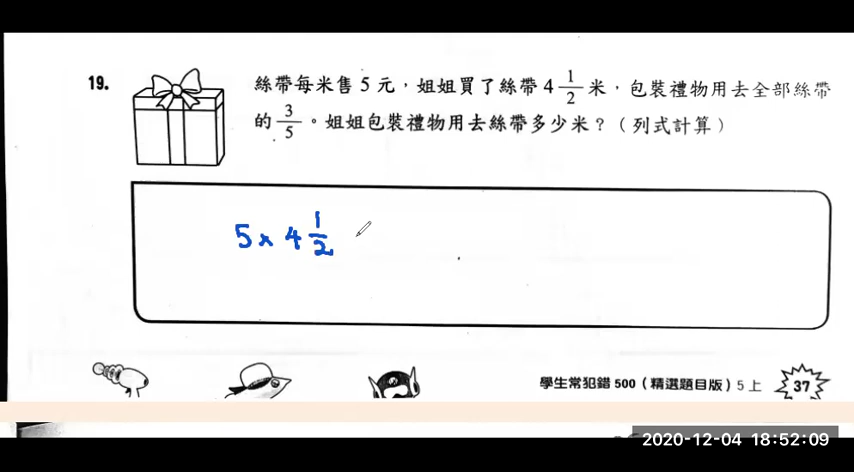 19. 絲帶每米售5元,姐姐買了絲帶4 1/2 米,包裝禮物用去全部絲帶
的 3/5 。姐姐包裝禮物用去絲帶多少米?(列式計算)
5 × 4 1/2
學生常犯錯 500(精選題目版)5上 37
2020-12-04 18:52:09